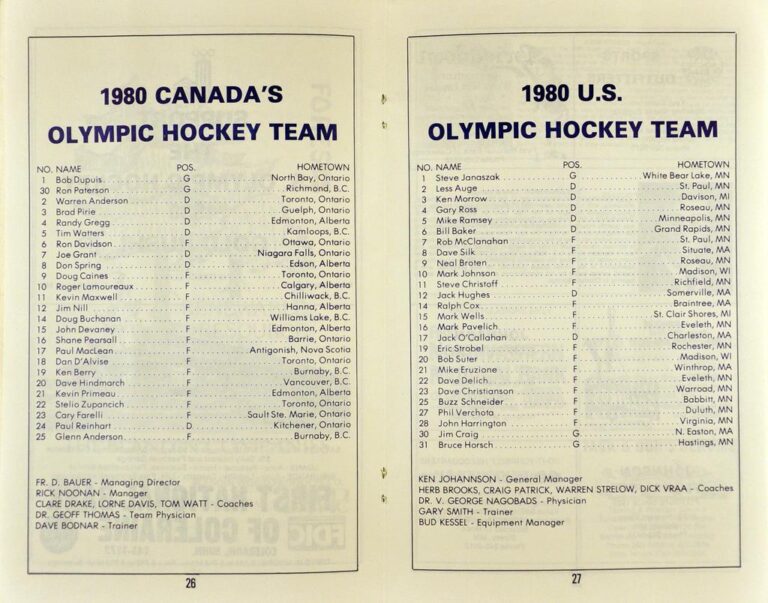 1980 CANADA'S
OLYMPIC HOCKEY TEAM
NO. NAME POS. HOMETOWN
1 Bob Dupuis G North Bay, Ontario
30 Ron Paterson G Richmond, B.C.
2 Warren Anderson D Toronto, Ontario
3 Brad Pirie D Guelph, Ontario
4 Randy Gregg D Edmonton, Alberta
5 Tim Watters D Kamloops, B.C.
6 Ron Davidson F Ottawa, Ontario
7 Joe Grant D Niagara Falls, Ontario
8 Don Spring D Edson, Alberta
9 Doug Caines F Toronto, Ontario
10 Roger Lamoureaux F Calgary, Alberta
11 Kevin Maxwell F Chilliwack, B.C.
12 Jim Nill F Hanna, Alberta
14 Doug Buchanan F Williams Lake, B.C.
15 John Devaney F Edmonton, Alberta
16 Shane Pearsall F Barrie, Ontario
17 Paul MacLean F Antigonish, Nova Scotia
18 Dan D'Alvise F Toronto, Ontario
19 Ken Berry F Burnaby, B.C.
20 Dave Hindmarch F Vancouver, B.C.
21 Kevin Primeau F Edmonton, Alberta
22 Stelio Zupancich F Toronto, Ontario
23 Cary Farelli F Sault Ste. Marie, Ontario
24 Paul Reinhart D Kitchener, Ontario
25 Glenn Anderson F Burnaby, B.C.
FR. D. BAUER - Managing Director
RICK NOONAN - Manager
CLARE DRAKE, LORNE DAVIS, TOM WATT - Coaches
DR. GEOFF THOMAS - Team Physician
DAVE BODNAR - Trainer
26
1980 U.S.
OLYMPIC HOCKEY TEAM
NO. NAME POS. HOMETOWN
1 Steve Janaszak G White Bear Lake, MN
2 Less Auge D St. Paul, MN
3 Ken Morrow D Davison, MI
4 Gary Ross D Roseau, MN
5 Mike Ramsey D Minneapolis, MN
6 Bill Baker D Grand Rapids, MN
7 Rob McClanahan F St. Paul, MN
8 Dave Silk F Situate, MA
9 Neal Broten F Roseau, MN
10 Mark Johnson F Madison, WI
11 Steve Christoff F Richfield, MN
12 Jack Hughes D Somerville, MA
14 Ralph Cox F Braintree, MA
15 Mark Wells F St. Clair Shores, MI
16 Mark Pavelich F Eveleth, MN
17 Jack O'Callahan D Charleston, MA
19 Eric Strobel F Rochester, MN
20 Bob Suter F Madison, WI
21 Mike Eruzione F Winthrop, MA
22 Dave Delich F Eveleth, MN
23 Dave Christianson F Warroad, MN
25 Buzz Schneider F Babbitt, MN
27 Phil Verchota F Duluth, MN
28 John Harrington F Virginia, MN
30 Jim Craig G N. Easton, MA
31 Bruce Horsch G Hastings, MN
KEN JOHANNSON - General Manager
HERB BROOKS, CRAIG PATRICK, WARREN STRELOW, DICK VRAA - Coaches
DR. V. GEORGE NAGOBADS - Physician
GARY SMITH - Trainer
BUD KESSEL - Equipment Manager
27